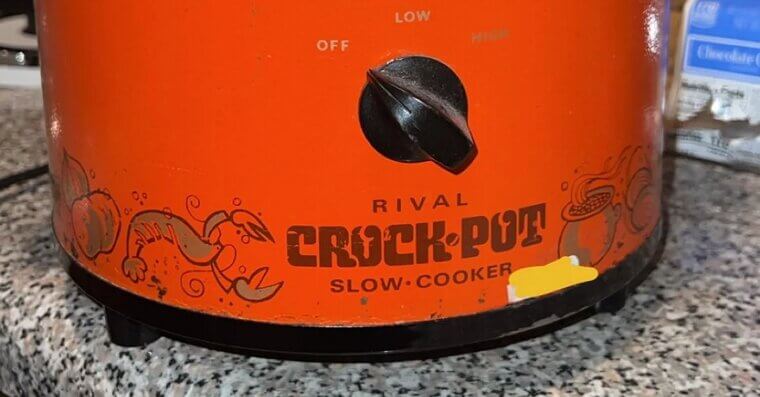 LOW
OFF
HIGH
RIVAL
CROCK·POT
SLOW·COOKER
Chocolate